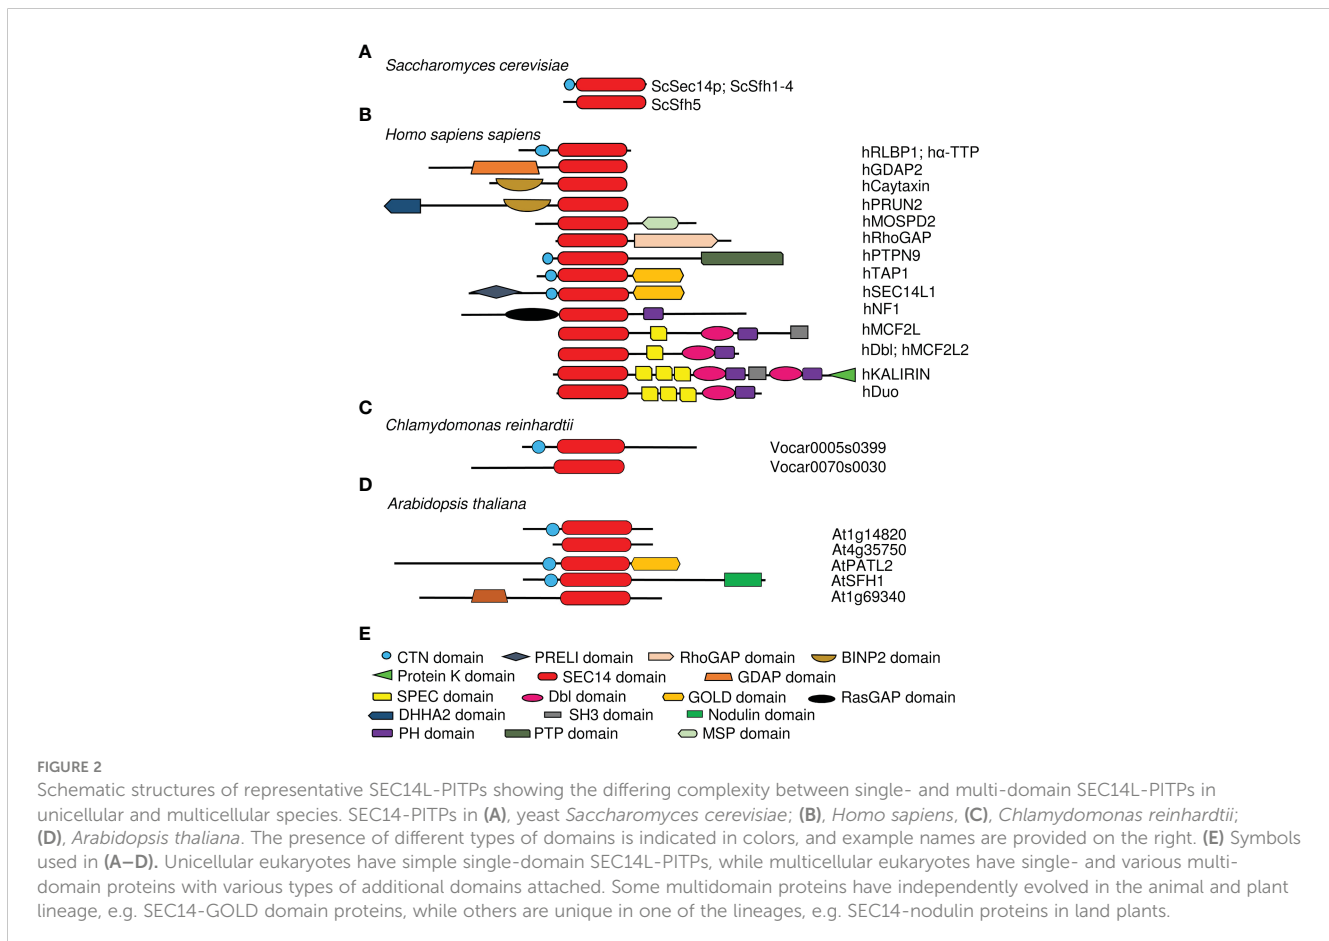 A
Saccharomyces cerevisiae
ScSec14p; ScSfh1-4
ScSfh5
B
Homo sapiens sapiens
hRLBP1; hα-TTP
hGDAP2
hCaytaxin
hPRUN2
hMOSPD2
hRhoGAP
hPTPN9
hTAP1
hSEC14L1
hNF1
hMCF2L
hDbl; hMCF2L2
hKALIRIN
hDuo
C
Chlamydomonas reinhardtii
Vocar0005s0399
Vocar0070s0030
D
Arabidopsis thaliana
At1g14820
At4g35750
AtPATL2
AtSFH1
At1g69340
E
CTN domain PRELI domain RhoGAP domain BINP2 domain
Protein K domain SEC14 domain GDAP domain
SPEC domain Dbl domain GOLD domain RasGAP domain
DHHA2 domain SH3 domain Nodulin domain
PH domain PTP domain MSP domain
FIGURE 2
Schematic structures of representative SEC14L-PITPs showing the differing complexity between single- and multi-domain SEC14L-PITPs in
unicellular and multicellular species. SEC14-PITPs in (A), yeast Saccharomyces cerevisiae; (B), Homo sapiens, (C), Chlamydomonas reinhardtii;
(D), Arabidopsis thaliana. The presence of different types of domains is indicated in colors, and example names are provided on the right. (E) Symbols
used in (A–D). Unicellular eukaryotes have simple single-domain SEC14L-PITPs, while multicellular eukaryotes have single- and various multi-
domain proteins with various types of additional domains attached. Some multidomain proteins have independently evolved in the animal and plant
lineage, e.g. SEC14-GOLD domain proteins, while others are unique in one of the lineages, e.g. SEC14-nodulin proteins in land plants.